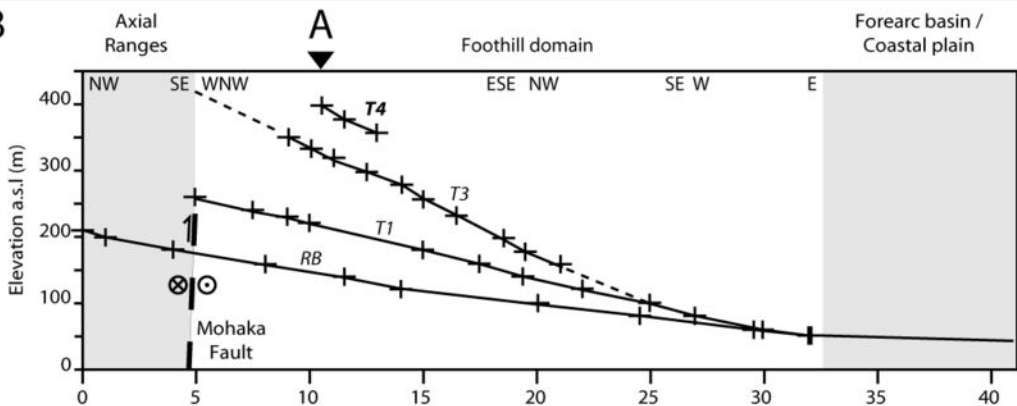 B
Axial
Ranges
A
Foothill domain
Forearc basin /
Coastal plain
NW SE WNW ESE NW SE W E
400
300
200
100
0
Elevation a.s.l (m)
T4
T3
T1
RB
Mohaka
Fault
0 5 10 15 20 25 30 35 40